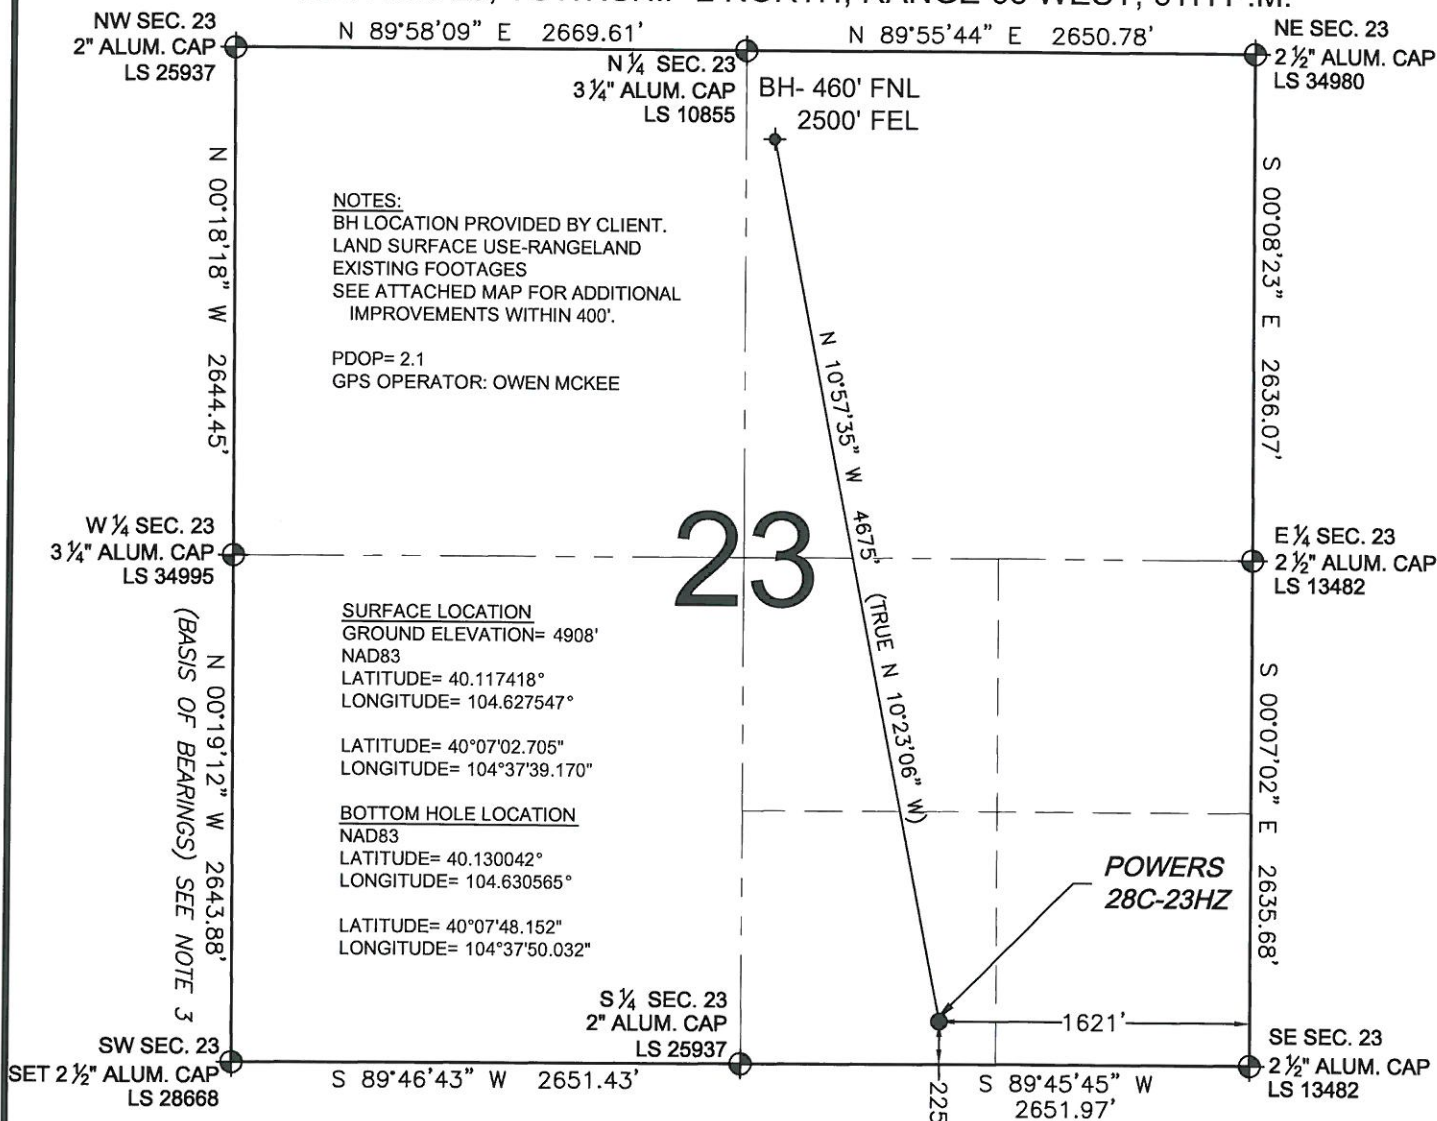 NW SEC. 23
2" ALUM. CAP
LS 25937
N 89°58'09" E 2669.61'
N ¼ SEC. 23
3 ¼" ALUM. CAP
LS 10855
N 89°55'44" E 2650.78'
NE SEC. 23
2 ½" ALUM. CAP
LS 34980
BH- 460' FNL
2500' FEL
N 00°18'18" W 2644.45'
NOTES:
BH LOCATION PROVIDED BY CLIENT.
LAND SURFACE USE-RANGELAND
EXISTING FOOTAGES
SEE ATTACHED MAP FOR ADDITIONAL
IMPROVEMENTS WITHIN 400'.
PDOP= 2.1
GPS OPERATOR: OWEN MCKEE
N 10°57'35" W 4675' (TRUE N 10°23'06" W)
S 00°08'23" E 2636.07'
W ¼ SEC. 23
3 ¼" ALUM. CAP
LS 34995
23
E ¼ SEC. 23
2 ½" ALUM. CAP
LS 13482
N 00°19'12" W 2643.88'
(BASIS OF BEARINGS) SEE NOTE 3
SURFACE LOCATION
GROUND ELEVATION= 4908'
NAD83
LATITUDE= 40.117418°
LONGITUDE= 104.627547°
LATITUDE= 40°07'02.705"
LONGITUDE= 104°37'39.170"
BOTTOM HOLE LOCATION
NAD83
LATITUDE= 40.130042°
LONGITUDE= 104.630565°
LATITUDE= 40°07'48.152"
LONGITUDE= 104°37'50.032"
S 00°07'02" E 2635.68'
POWERS
28C-23HZ
1621'
225
SW SEC. 23
SET 2 ½" ALUM. CAP
LS 28668
S 89°46'43" W 2651.43'
S ¼ SEC. 23
2" ALUM. CAP
LS 25937
S 89°45'45" W
2651.97'
SE SEC. 23
2 ½" ALUM. CAP
LS 13482